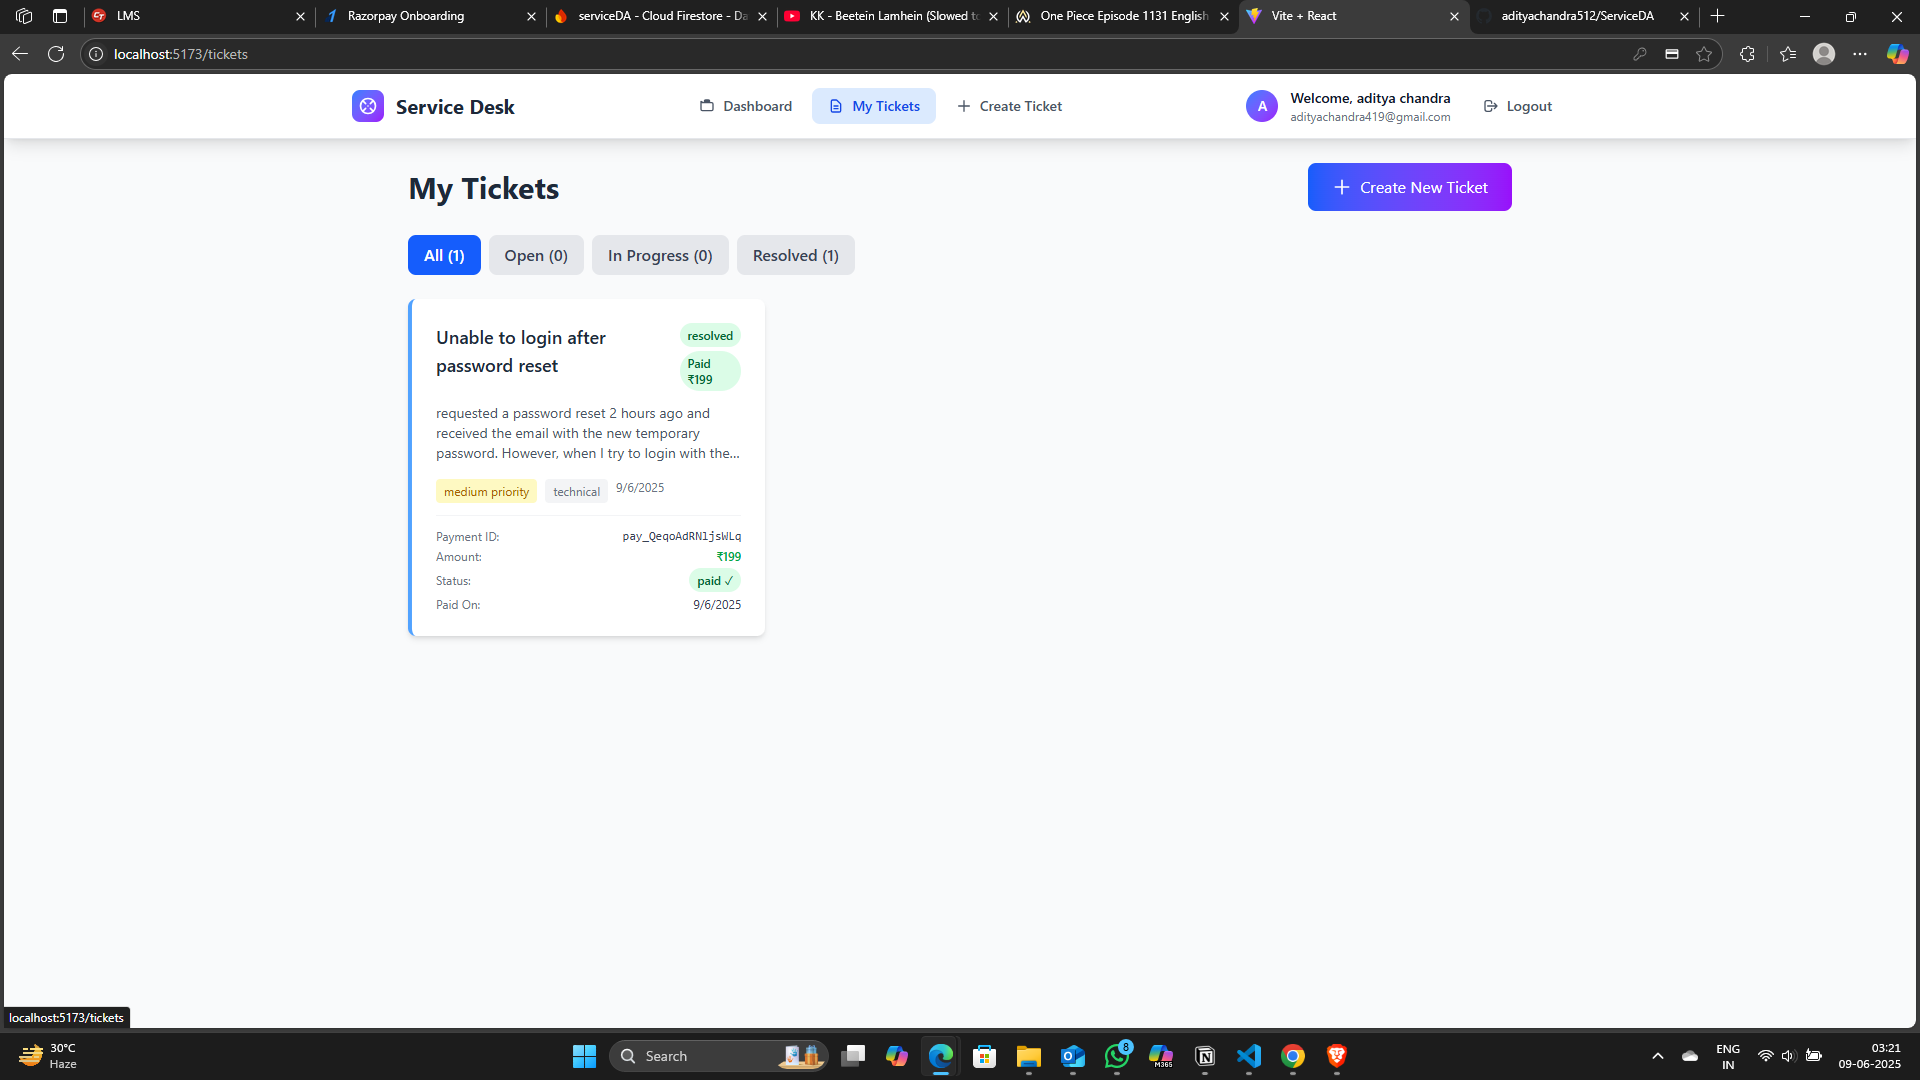 LMS
Razorpay Onboarding
serviceDA - Cloud Firestore - Da
KK - Beetein Lamhein (Slowed to
One Piece Episode 1131 English
Vite + React
adityachandra512/ServiceDA
localhost:5173/tickets
Service Desk
Dashboard
My Tickets
Create Ticket
A
Welcome, aditya chandra
adityachandra419@gmail.com
Logout
My Tickets
Create New Ticket
All (1)
Open (0)
In Progress (0)
Resolved (1)
Unable to login after
password reset
resolved
Paid
₹199
requested a password reset 2 hours ago and
received the email with the new temporary
password. However, when I try to login with the...
medium priority
technical
9/6/2025
Payment ID:
pay_QeqoAdRNljsWLq
Amount:
₹199
Status:
paid ✓
Paid On:
9/6/2025
localhost:5173/tickets
30°C
Haze
Search
8
M365
ENG
IN
03:21
09-06-2025